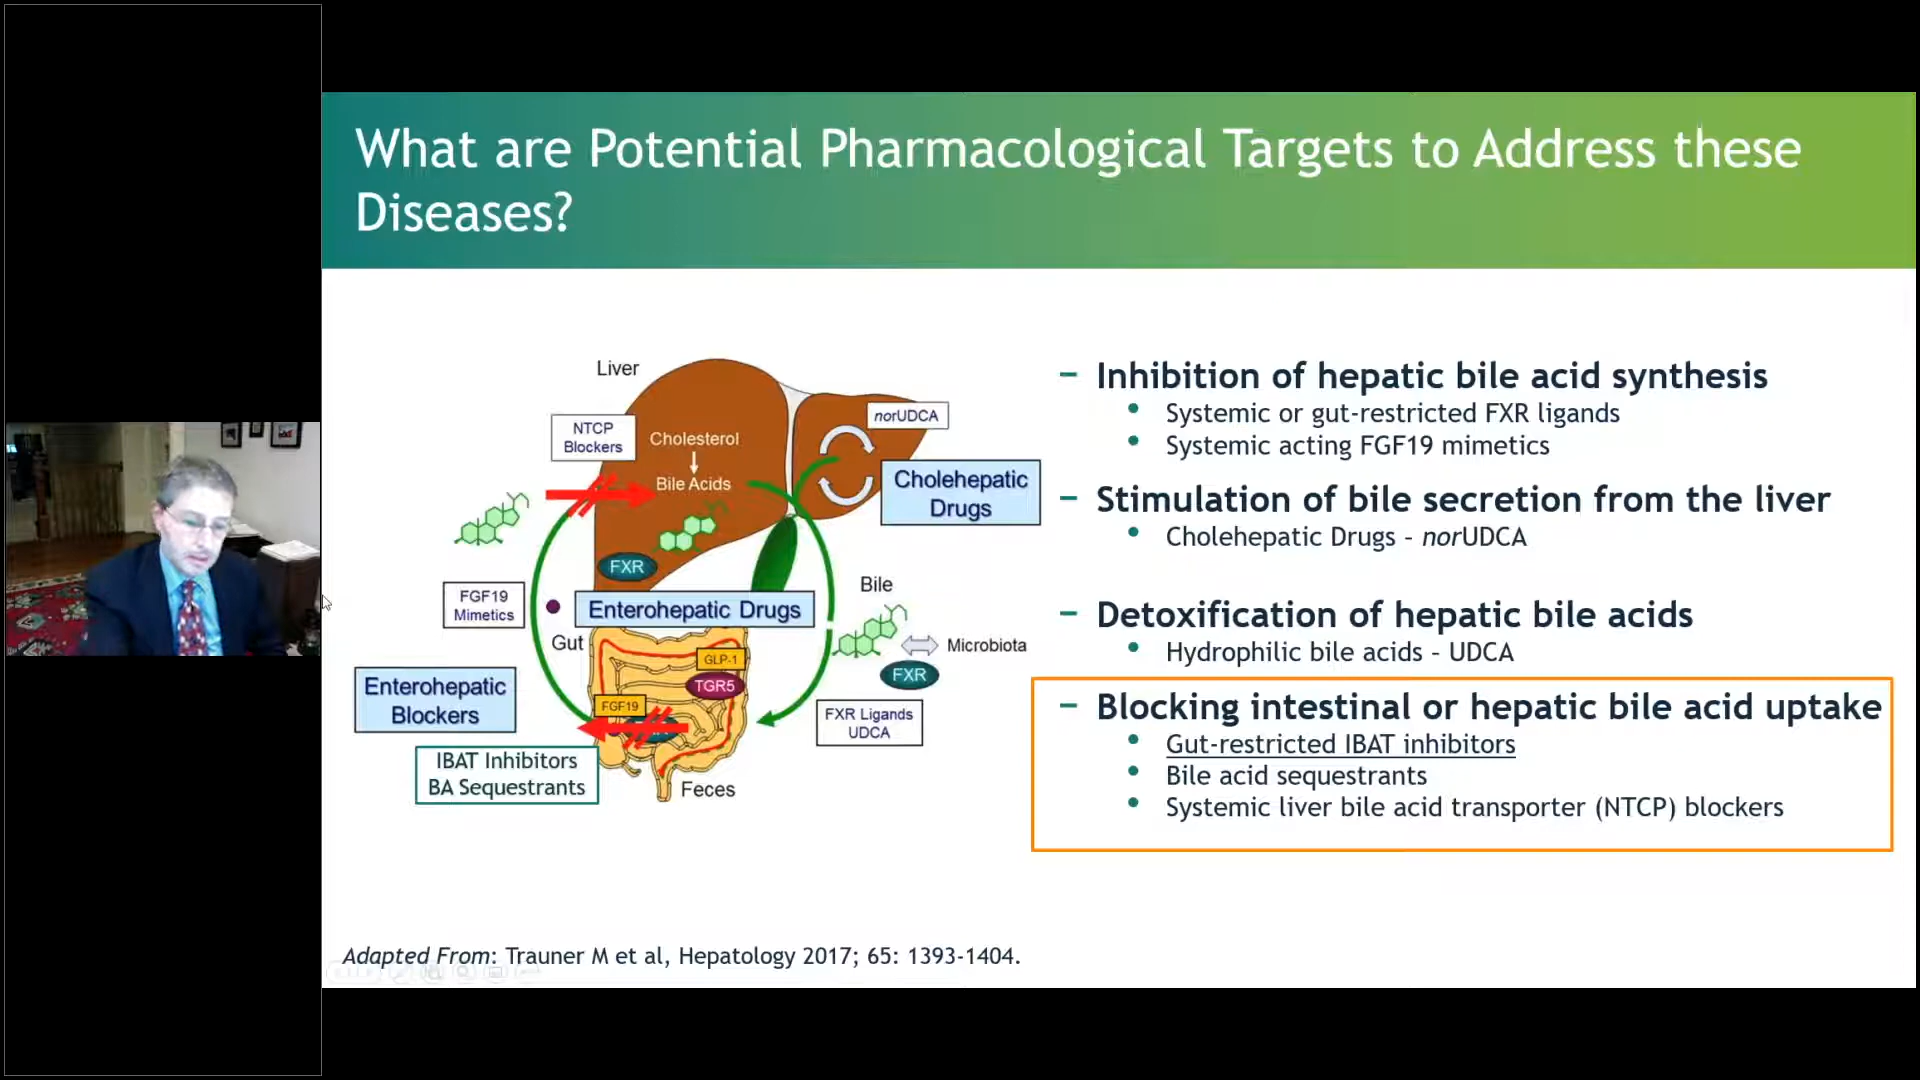 What are Potential Pharmacological Targets to Address these
Diseases?
Liver
NTCP
Blockers
Cholesterol
Bile Acids
norUDCA
Cholehepatic
Drugs
FXR
FGF19
Mimetics
Enterohepatic Drugs
Bile
Gut
Microbiota
GLP-1
TGR5
FXR
Enterohepatic
Blockers
FGF19
FXR Ligands
UDCA
IBAT Inhibitors
BA Sequestrants
Feces
– Inhibition of hepatic bile acid synthesis
• Systemic or gut-restricted FXR ligands
• Systemic acting FGF19 mimetics
– Stimulation of bile secretion from the liver
• Cholehepatic Drugs – norUDCA
– Detoxification of hepatic bile acids
• Hydrophilic bile acids – UDCA
– Blocking intestinal or hepatic bile acid uptake
• Gut-restricted IBAT inhibitors
• Bile acid sequestrants
• Systemic liver bile acid transporter (NTCP) blockers
Adapted From: Trauner M et al, Hepatology 2017; 65: 1393-1404.